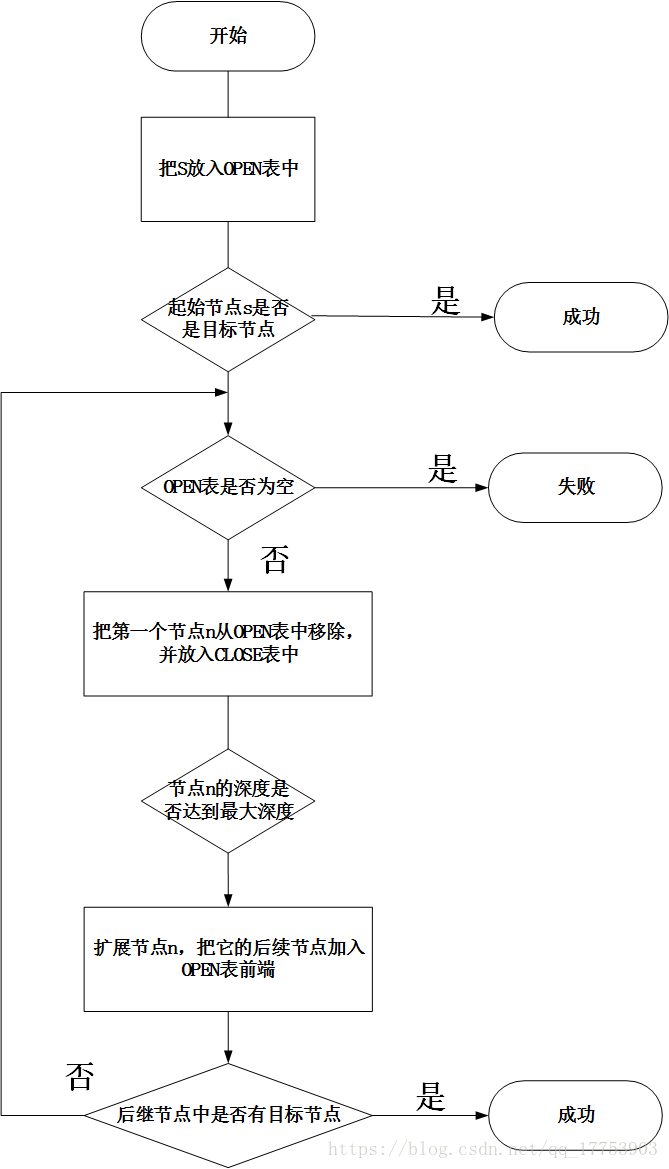 开始
把S放入OPEN表中
起始节点s是否
是目标节点
是
成功
OPEN表是否为空
是
失败
否
把第一个节点n从OPEN表中移除，
并放入CLOSE表中
节点n的深度是
否达到最大深度
扩展节点n，把它的后续节点加入
OPEN表前端
否
后继节点中是否有目标节点
是
成功
https://blog.csdn.net/qq_17753903